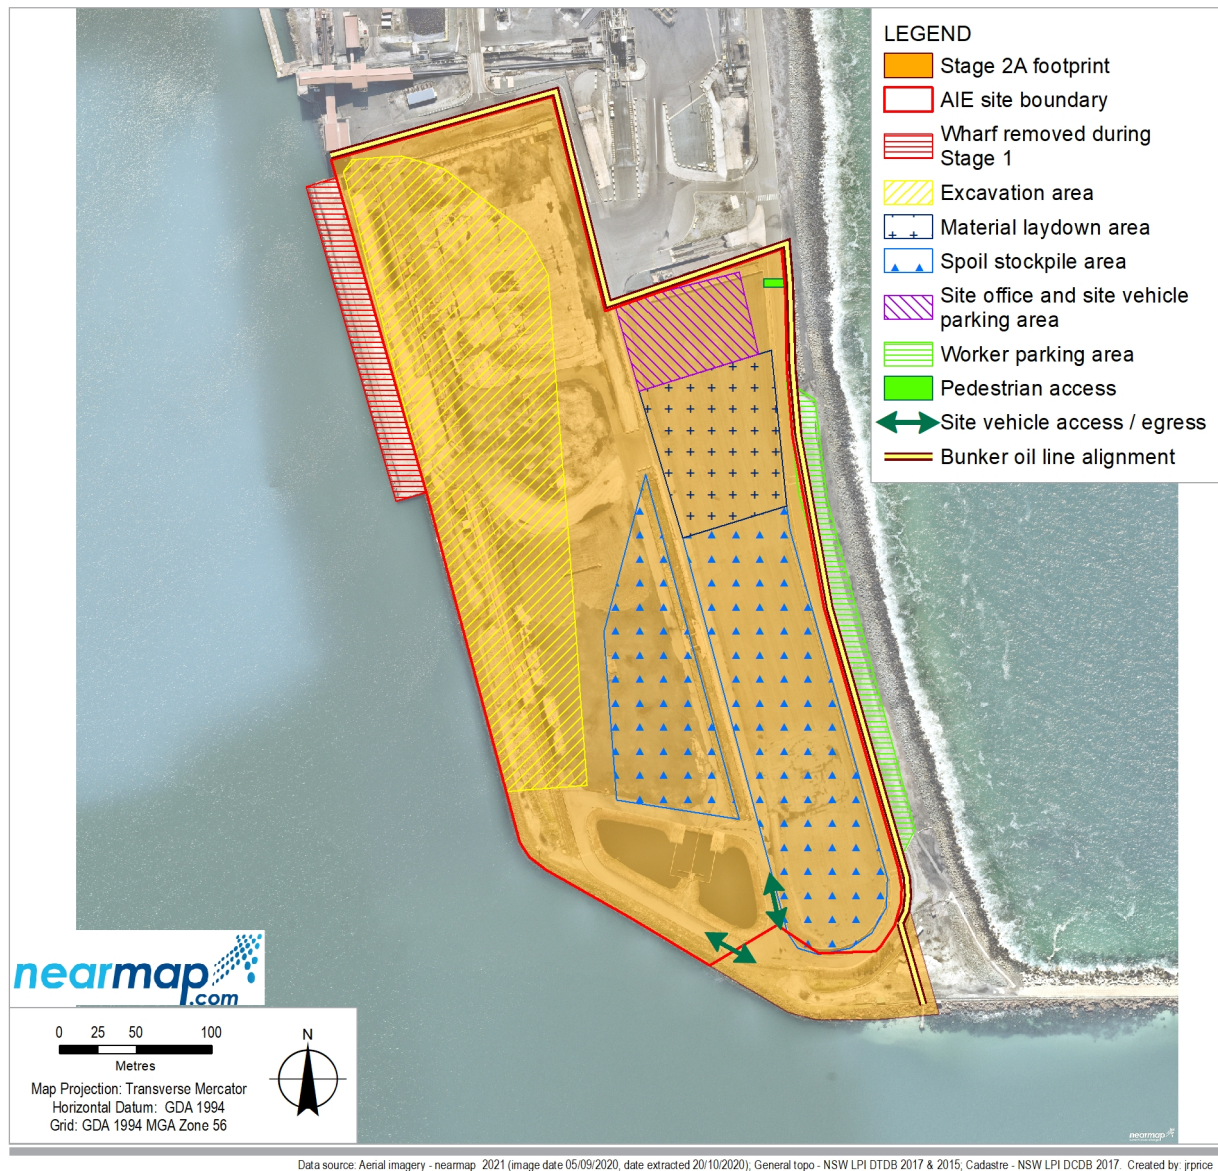 LEGEND
Stage 2A footprint
AIE site boundary
Wharf removed during
Stage 1
Excavation area
Material laydown area
Spoil stockpile area
Site office and site vehicle
parking area
Worker parking area
Pedestrian access
Site vehicle access / egress
Bunker oil line alignment
nearmap
.com
0 25 50 100
Metres
Map Projection: Transverse Mercator
Horizontal Datum: GDA 1994
Grid: GDA 1994 MGA Zone 56
N
nearmap
Data source: Aerial imagery - nearmap 2021 (image date 05/09/2020, date extracted 20/10/2020); General topo - NSW LPI DTDB 2017 & 2015; Cadastre - NSW LPI DCDB 2017. Created by: jrprice